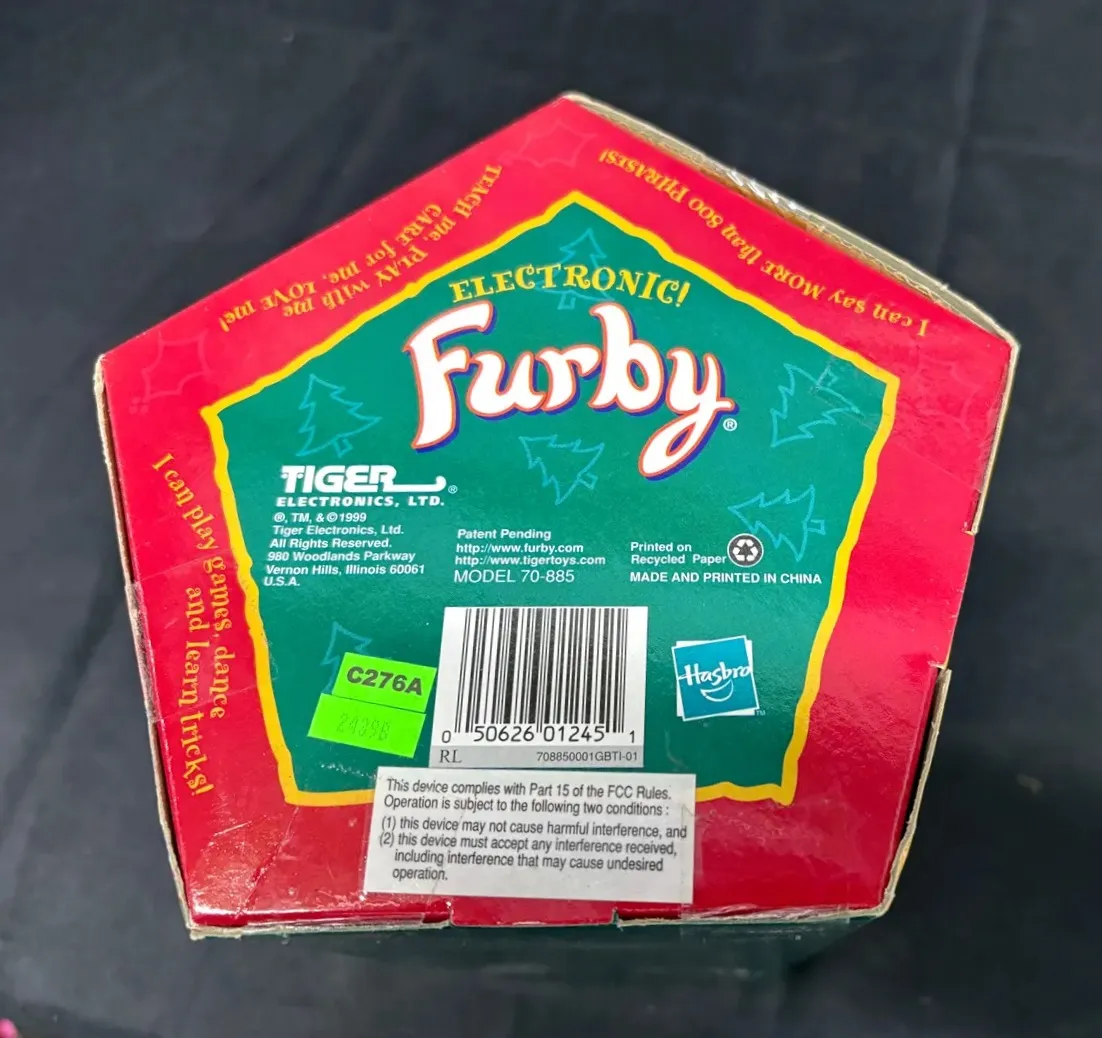 I can say MORE than 800 PHRASES!
TEACH me, PLAY with me
CARE for me, LOVE me!
ELECTRONIC!
Furby®
TIGER®
ELECTRONICS, LTD.
®, TM, & © 1999
Tiger Electronics, Ltd.
All Rights Reserved.
980 Woodlands Parkway
Vernon Hills, Illinois 60061
U.S.A.
Patent Pending
http://www.furby.com
http://www.tigertoys.com
MODEL 70-885
Printed on
Recycled Paper
MADE AND PRINTED IN CHINA
I can play games, dance
and learn tricks!
C276A
Hasbro
TM
0 50626 01245 1
RL 708850001GBTI-01
This device complies with Part 15 of the FCC Rules.
Operation is subject to the following two conditions :
(1) this device may not cause harmful interference, and
(2) this device must accept any interference received,
including interference that may cause undesired
operation.